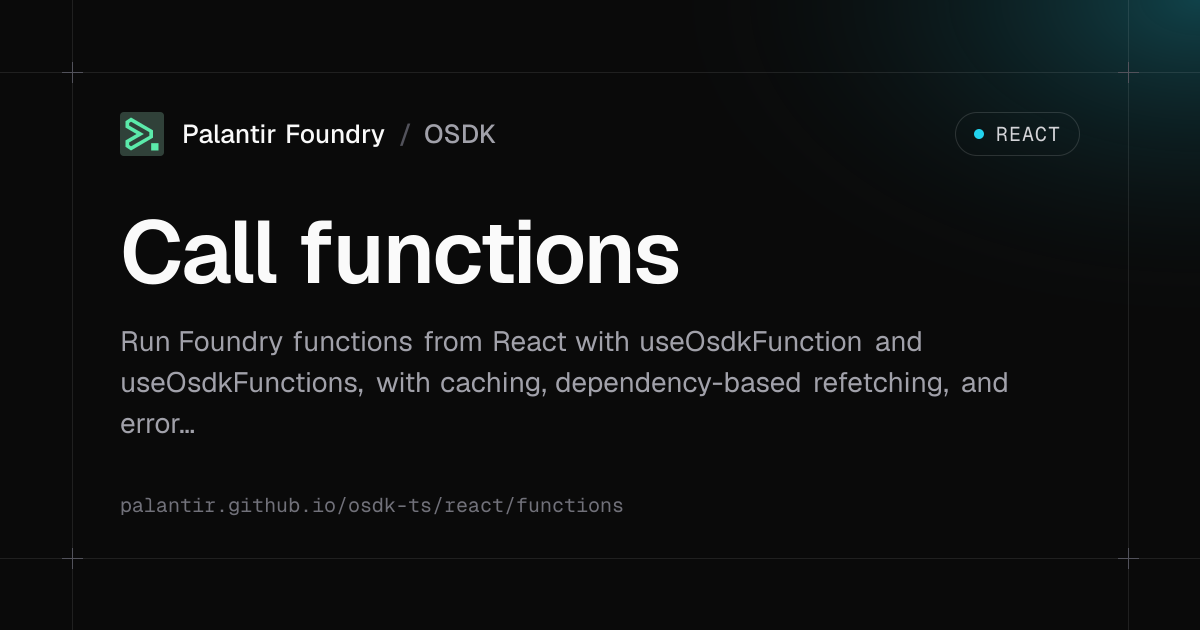 Palantir Foundry / OSDK
REACT
Call functions
Run Foundry functions from React with useOsdkFunction and
useOsdkFunctions, with caching, dependency-based refetching, and
error…
palantir.github.io/osdk-ts/react/functions